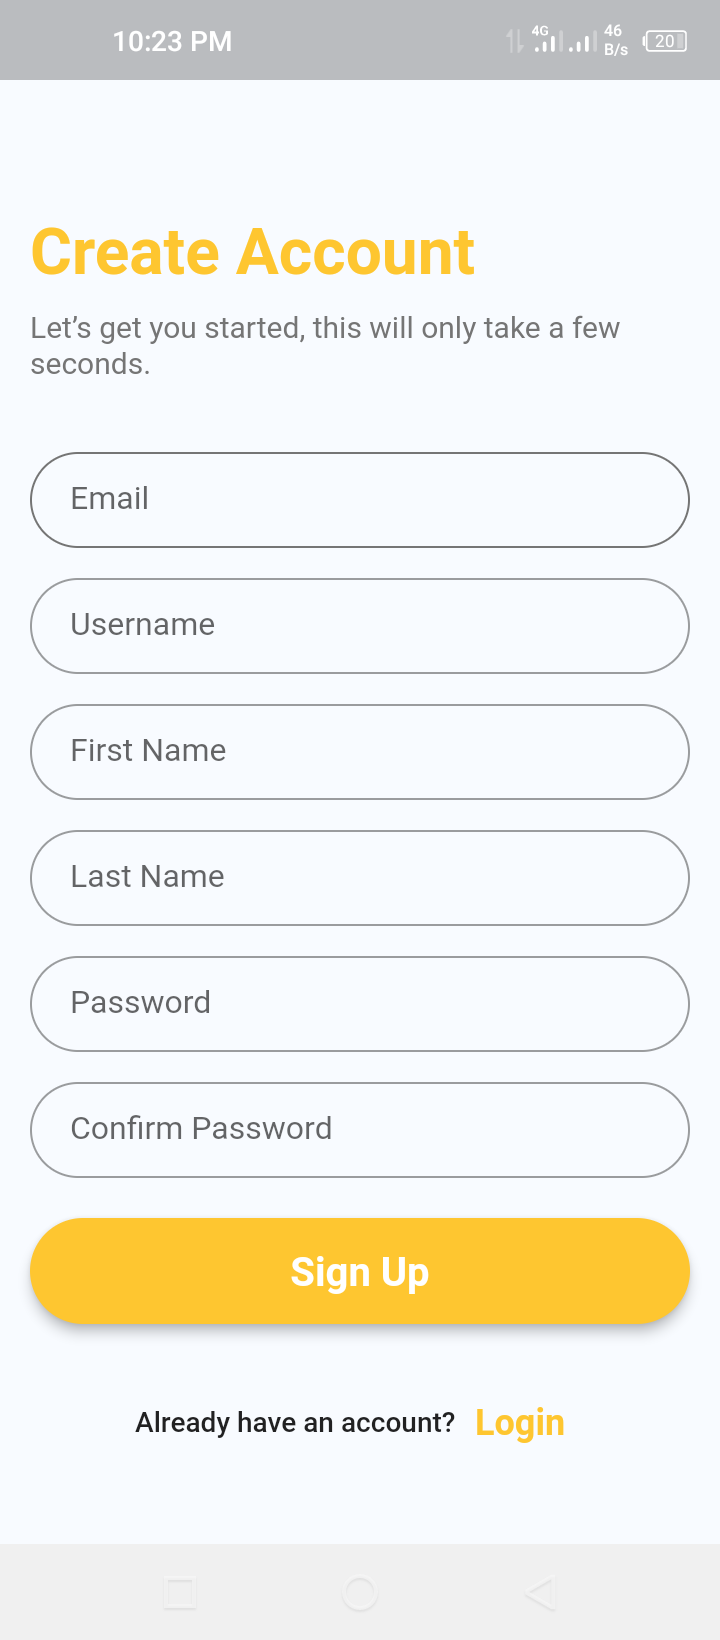 10:23 PM 4G 46 B/s 20
Create Account
Let’s get you started, this will only take a few
seconds.
Email
Username
First Name
Last Name
Password
Confirm Password
Sign Up
Already have an account? Login